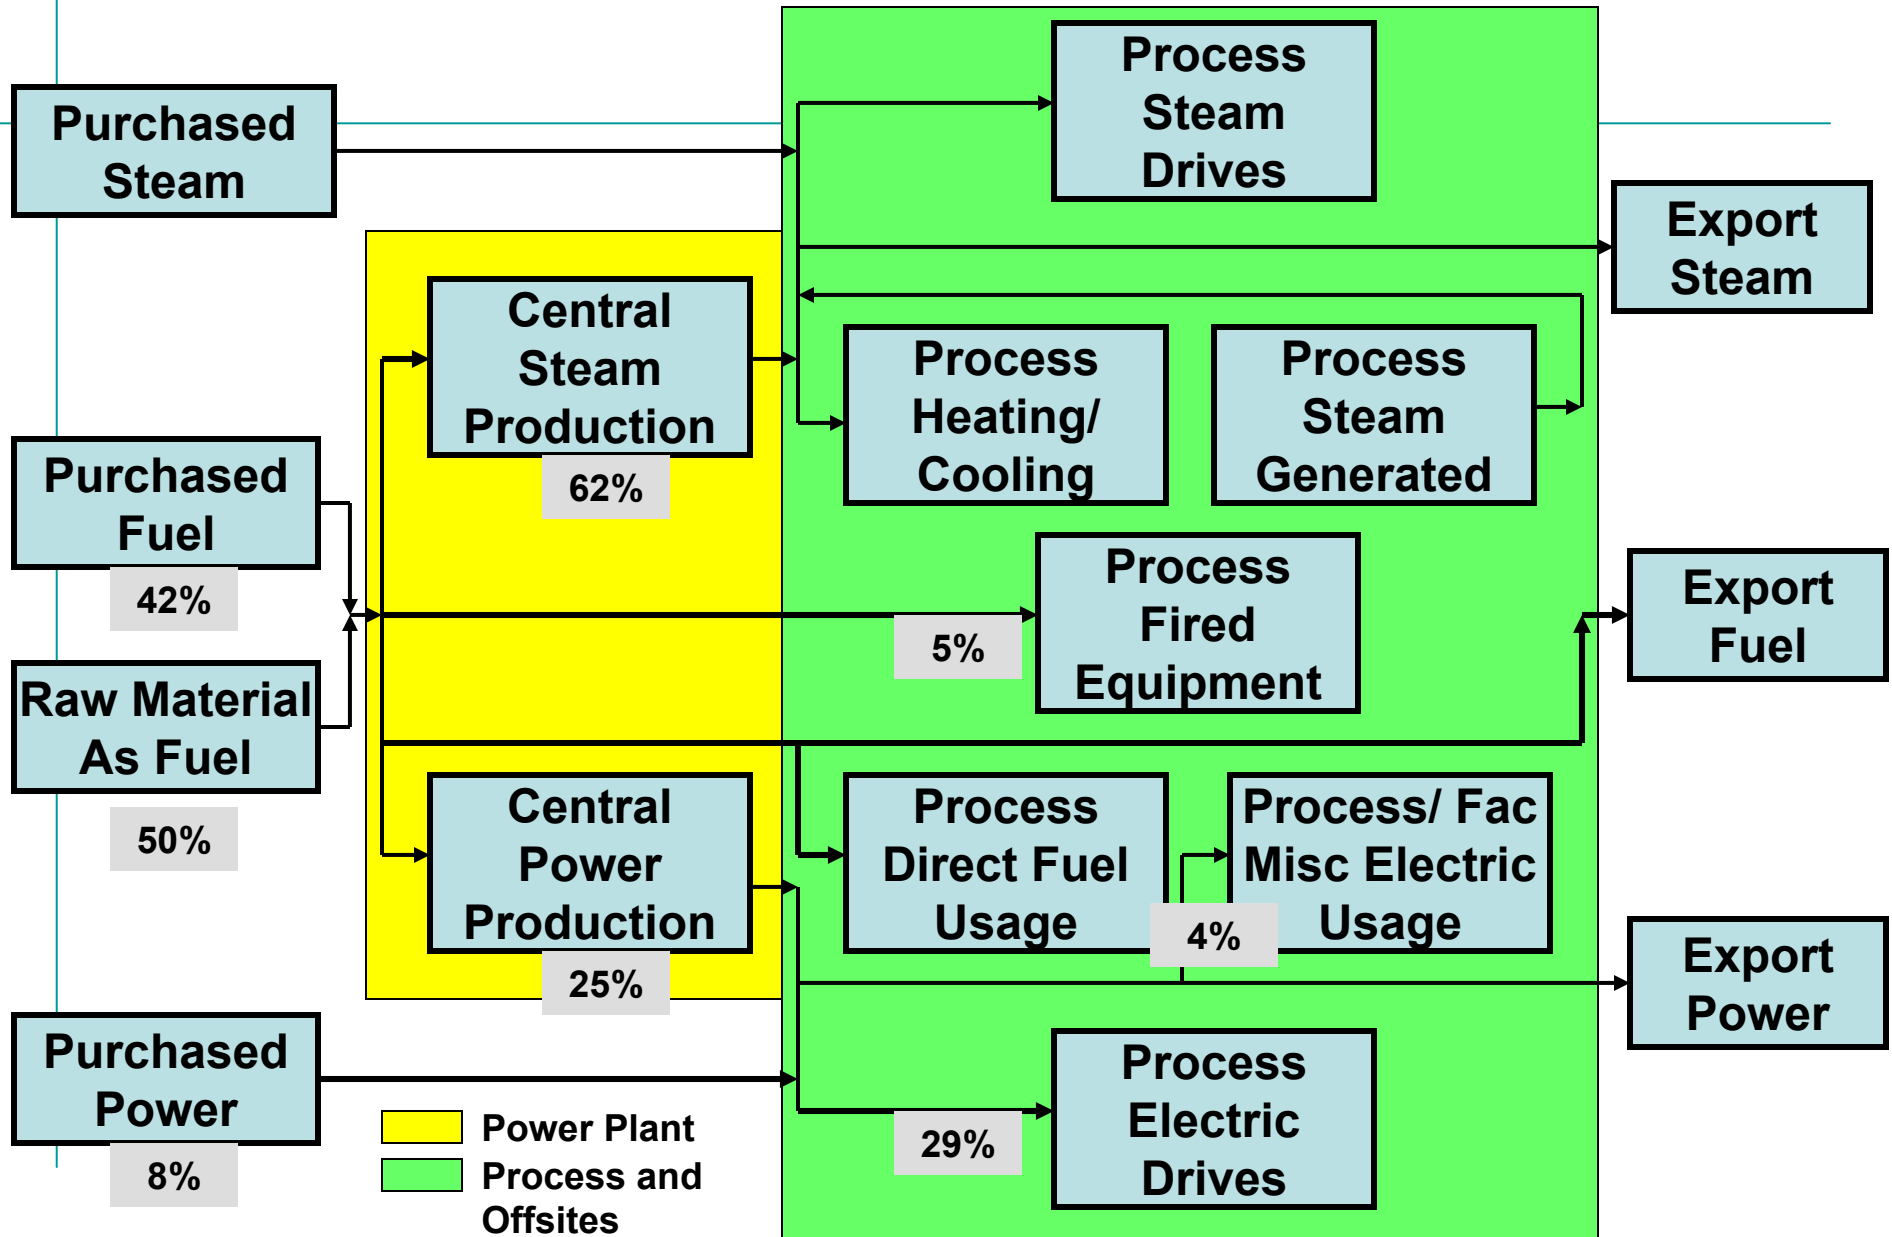 Process
Steam
Drives
Purchased
Steam
Export
Steam
Central
Steam
Production
62%
Process
Heating/
Cooling
Process
Steam
Generated
Purchased
Fuel
42%
Process
Fired
Equipment
5%
Export
Fuel
Raw Material
As Fuel
50%
Central
Power
Production
25%
Process
Direct Fuel
Usage
Process/ Fac
Misc Electric
Usage
4%
Export
Power
Purchased
Power
8%
Process
Electric
Drives
29%
Power Plant
Process and
Offsites